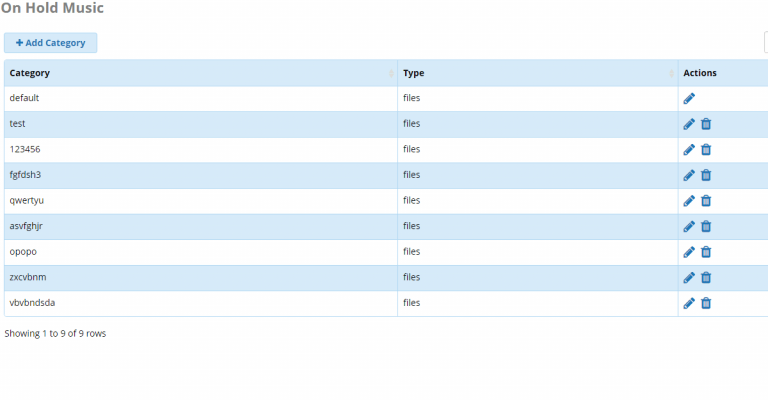 On Hold Music
+ Add Category
Category Type Actions
default files
test files
123456 files
fgfdsh3 files
qwertyu files
asvfghjr files
opopo files
zxcvbnm files
vbvbndsda files
Showing 1 to 9 of 9 rows